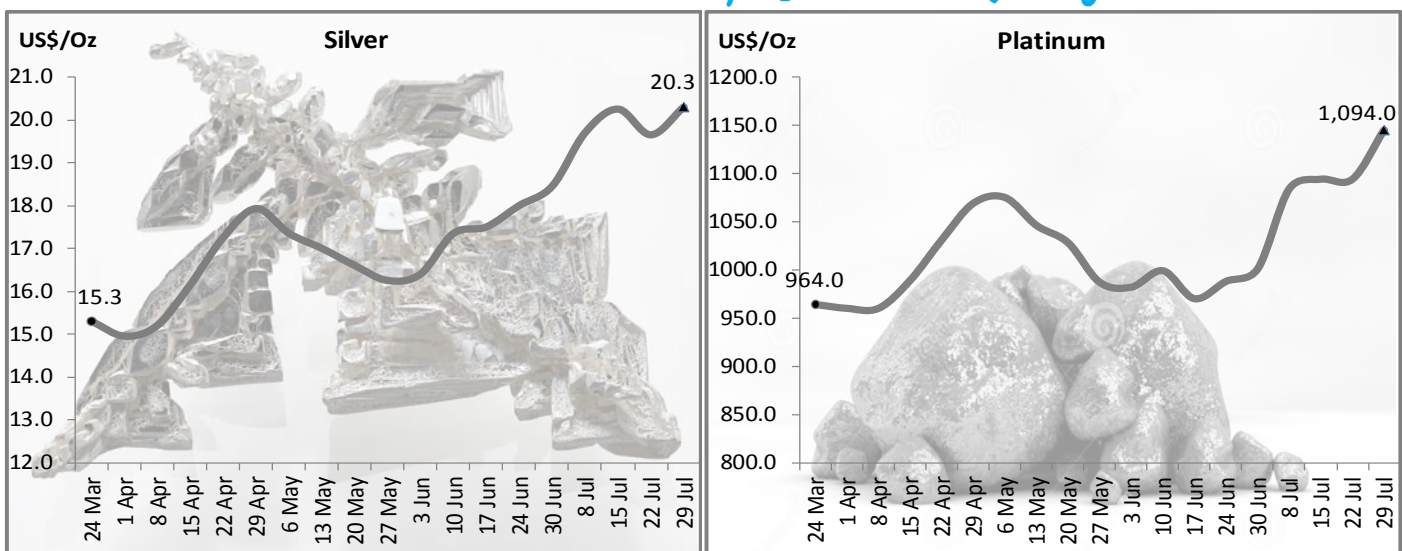 US$/Oz
Silver
21.0
20.0
19.0
18.0
17.0
16.0
15.0
14.0
13.0
12.0
15.3
20.3
24 Mar
1 Apr
8 Apr
15 Apr
22 Apr
29 Apr
6 May
13 May
20 May
27 May
3 Jun
10 Jun
17 Jun
24 Jun
30 Jun
8 Jul
15 Jul
22 Jul
29 Jul
US$/Oz
Platinum
1200.0
1150.0
1100.0
1050.0
1000.0
950.0
900.0
850.0
800.0
964.0
1,094.0
24 Mar
1 Apr
8 Apr
15 Apr
22 Apr
29 Apr
6 May
13 May
20 May
27 May
3 Jun
10 Jun
17 Jun
24 Jun
30 Jun
8 Jul
15 Jul
22 Jul
29 Jul